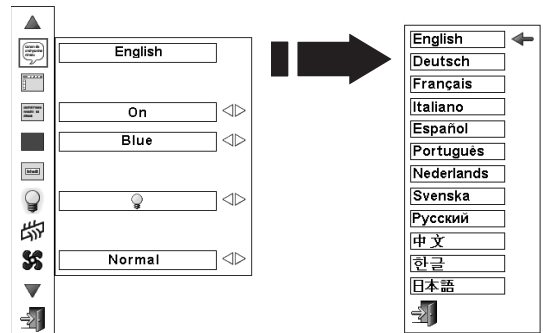 English
On
Blue
Normal
English
Deutsch
Français
Italiano
Español
Português
Nederlands
Svenska
Русский
中文
한글
日本語